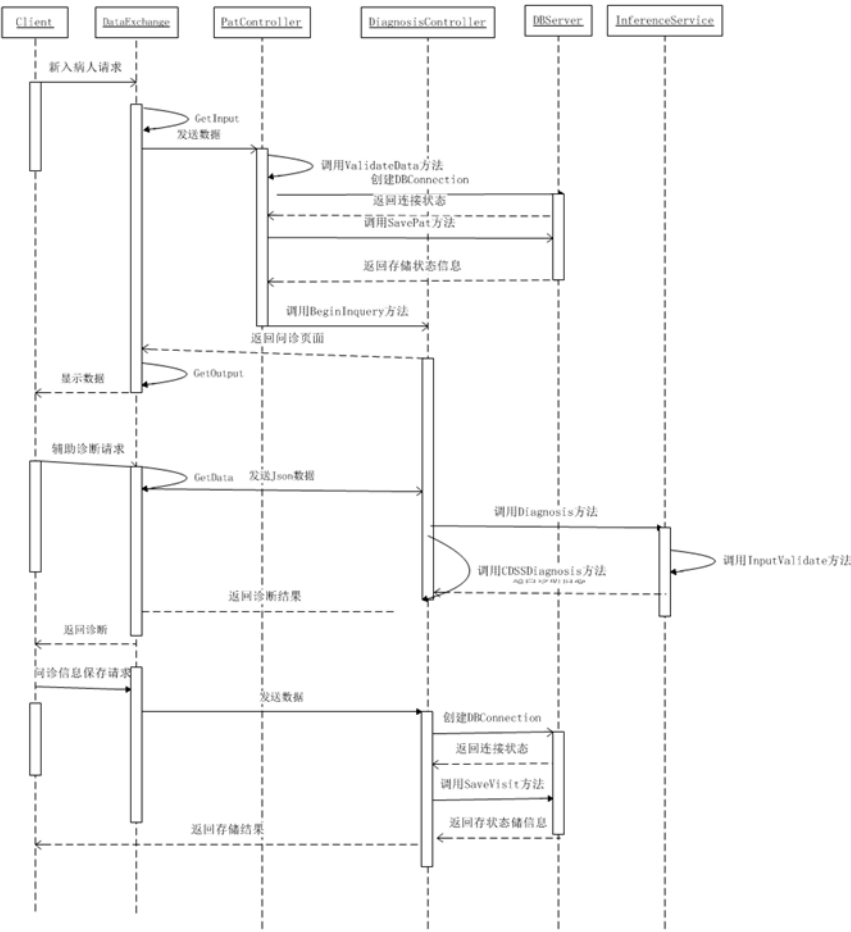 Client
DataExchange
PatController
DiagnosisController
DBServer
InferenceService
新入病人请求
GetInput
发送数据
调用ValidateData方法
创建DBConnection
返回连接状态
调用SavePat方法
返回存储状态信息
调用BeginInquery方法
返回问诊页面
GetOutput
显示数据
辅助诊断请求
GetData
发送Json数据
调用Diagnosis方法
调用InputValidate方法
调用CDSSDiagnosis方法
返回诊断结果
返回诊断
问诊信息保存请求
发送数据
创建DBConnection
返回连接状态
调用SaveVisit方法
返回存状态储信息
返回存储结果